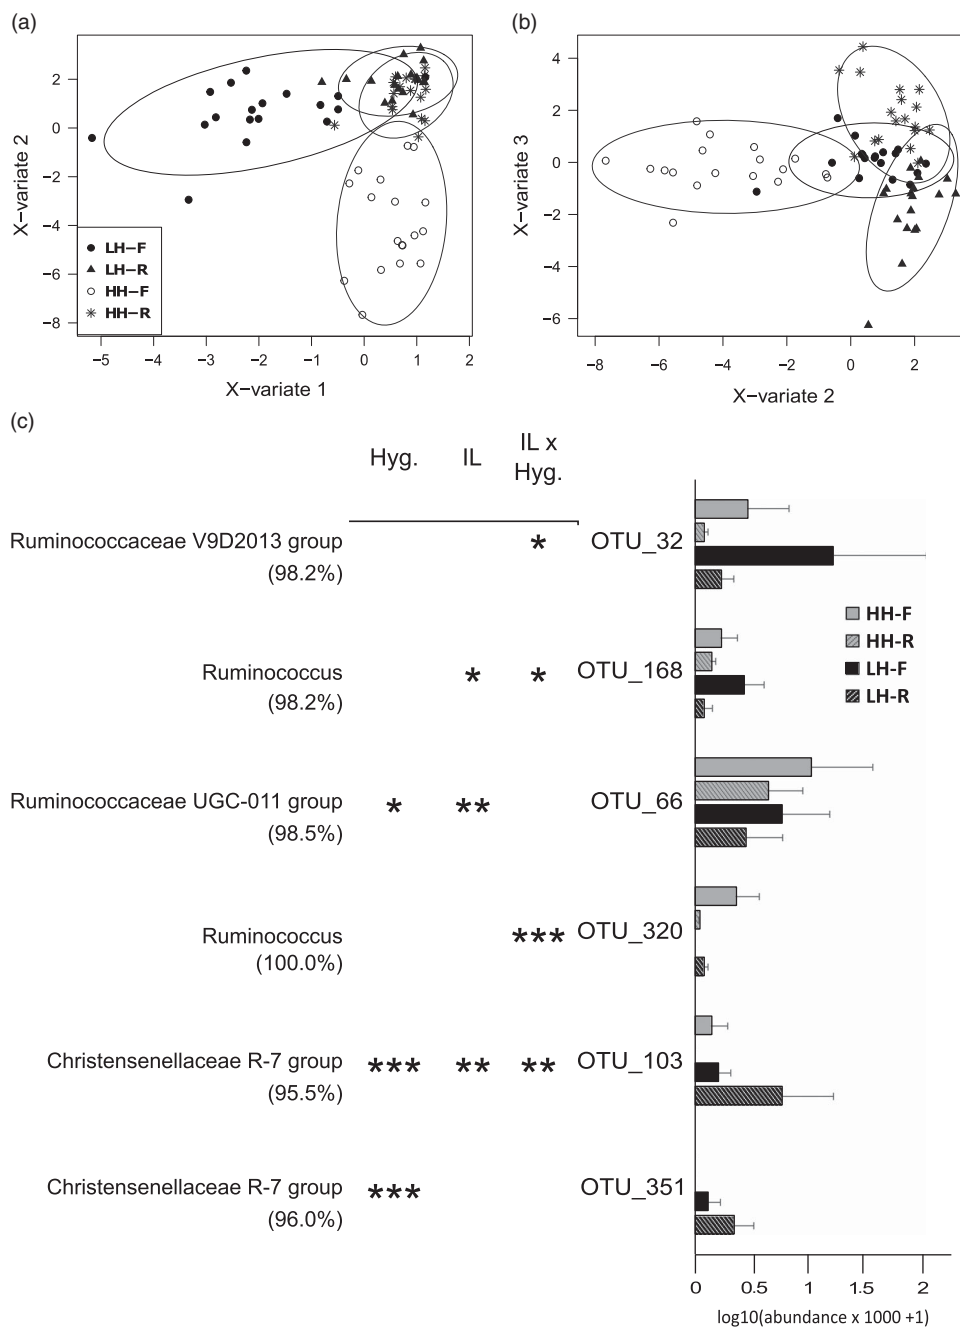 (a)
X−variate 2
2
0
−2
−4
−6
−8
LH−F
LH−R
HH−F
HH−R
−5 −4 −3 −2 −1 0 1 2
X−variate 1
(b)
X−variate 3
4
2
0
−2
−4
−6
−8 −6 −4 −2 0 2
X−variate 2
(c)
Hyg. IL IL x
Hyg.
Ruminococcaceae V9D2013 group * OTU_32
(98.2%)
HH-F
HH-R
LH-F
LH-R
Ruminococcus * * OTU_168
(98.2%)
Ruminococcaceae UGC-011 group * ** OTU_66
(98.5%)
Ruminococcus *** OTU_320
(100.0%)
Christensenellaceae R-7 group *** ** ** OTU_103
(95.5%)
Christensenellaceae R-7 group *** OTU_351
(96.0%)
0 0.5 1 1.5 2
log10(abundance x 1000 +1)